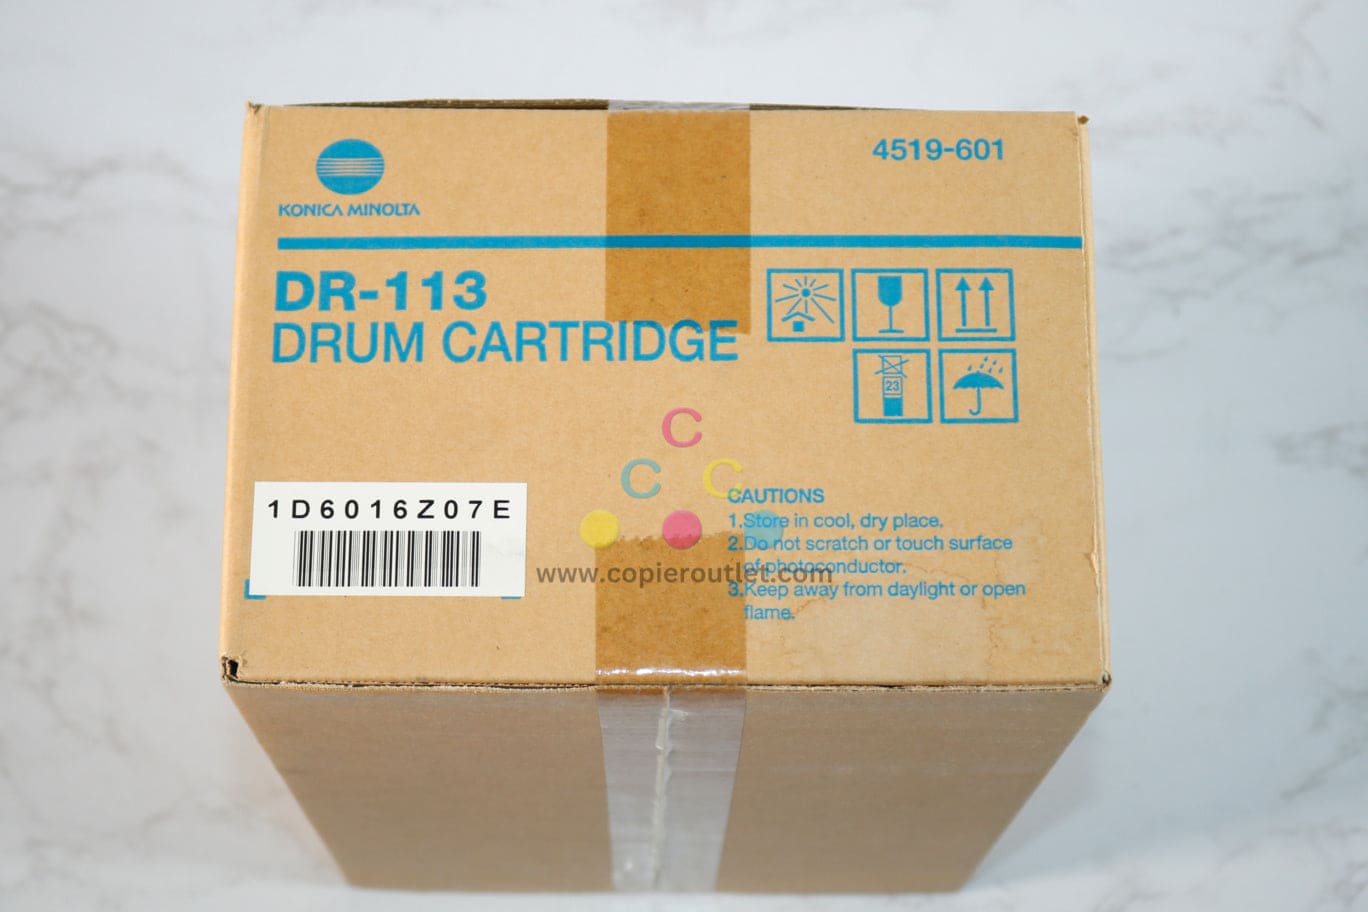 4519-601
KONICA MINOLTA
DR-113
DRUM CARTRIDGE
23
C
C C
1D6016Z07E
CAUTIONS
1.Store in cool, dry place.
2.Do not scratch or touch surface
of photoconductor.
3.Keep away from daylight or open
flame.
www.copieroutlet.com